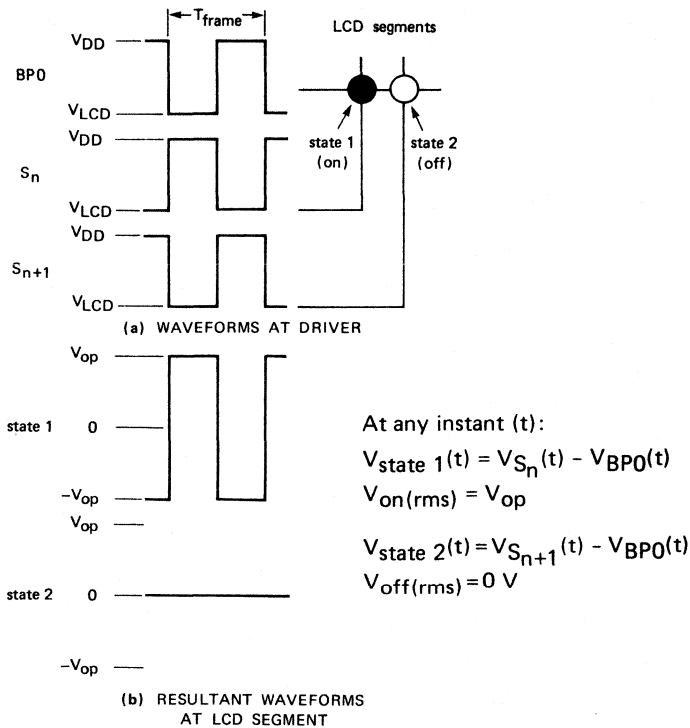 T_frame
LCD segments
V_DD
BP0
V_LCD
state 1
(on)
state 2
(off)
V_DD
S_n
V_LCD
V_DD
S_n+1
V_LCD
(a) WAVEFORMS AT DRIVER
V_op
state 1 0
-V_op
V_op
state 2 0
-V_op
(b) RESULTANT WAVEFORMS
AT LCD SEGMENT
At any instant (t):
V_state 1(t) = V_S_n(t) - V_BP0(t)
V_on(rms) = V_op
V_state 2(t) = V_S_n+1(t) - V_BP0(t)
V_off(rms) = 0 V